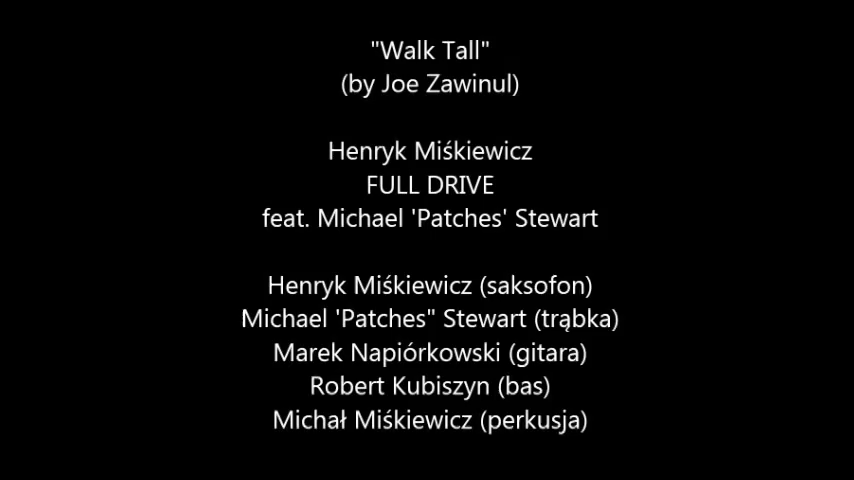 "Walk Tall"
(by Joe Zawinul)
Henryk Miśkiewicz
FULL DRIVE
feat. Michael 'Patches' Stewart
Henryk Miśkiewicz (saksofon)
Michael 'Patches" Stewart (trąbka)
Marek Napiórkowski (gitara)
Robert Kubiszyn (bas)
Michał Miśkiewicz (perkusja)